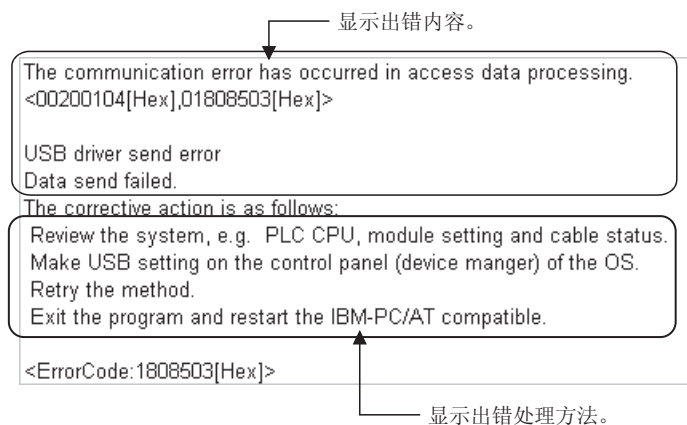 显示出错内容。
The communication error has occurred in access data processing.
<00200104[Hex],01808503[Hex]>
USB driver send error
Data send failed.
The corrective action is as follows:
Review the system, e.g. PLC CPU, module setting and cable status.
Make USB setting on the control panel (device manger) of the OS.
Retry the method.
Exit the program and restart the IBM-PC/AT compatible.
<ErrorCode:1808503[Hex]>
显示出错处理方法。